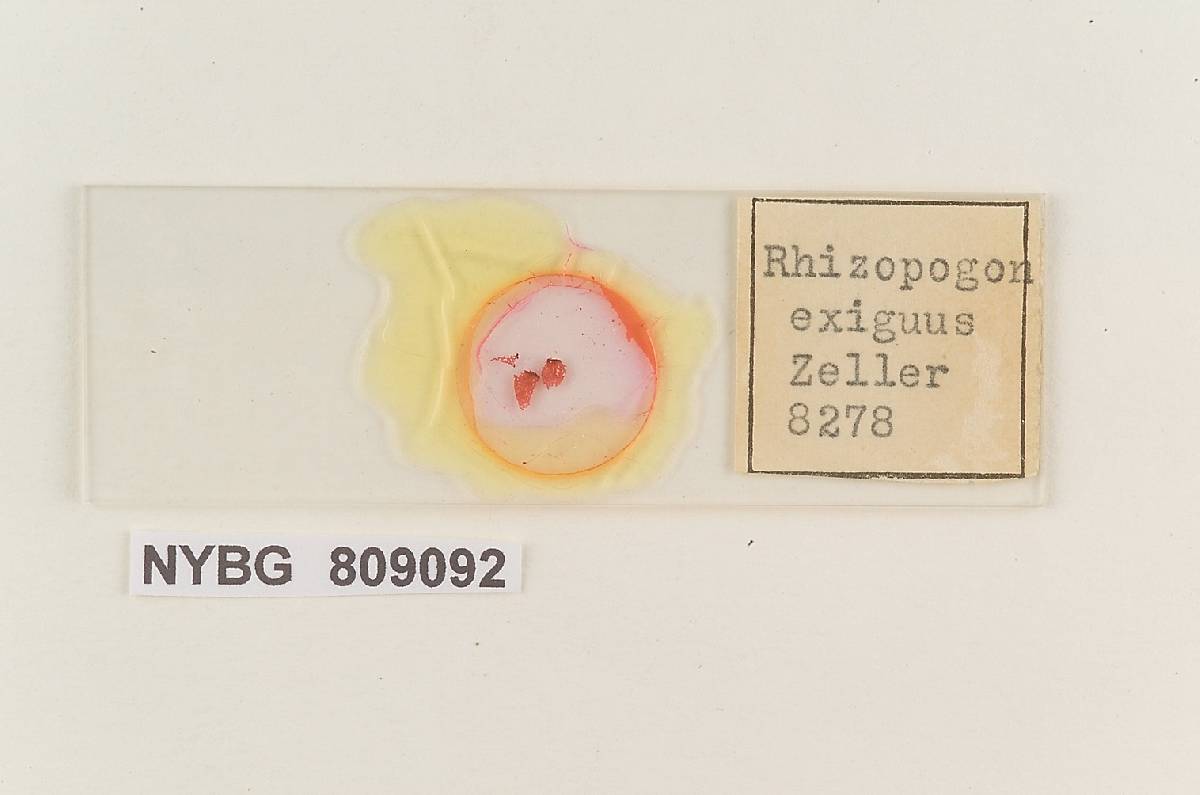 Rhizopogon
exiguus
Zeller
8278
NYBG 809092